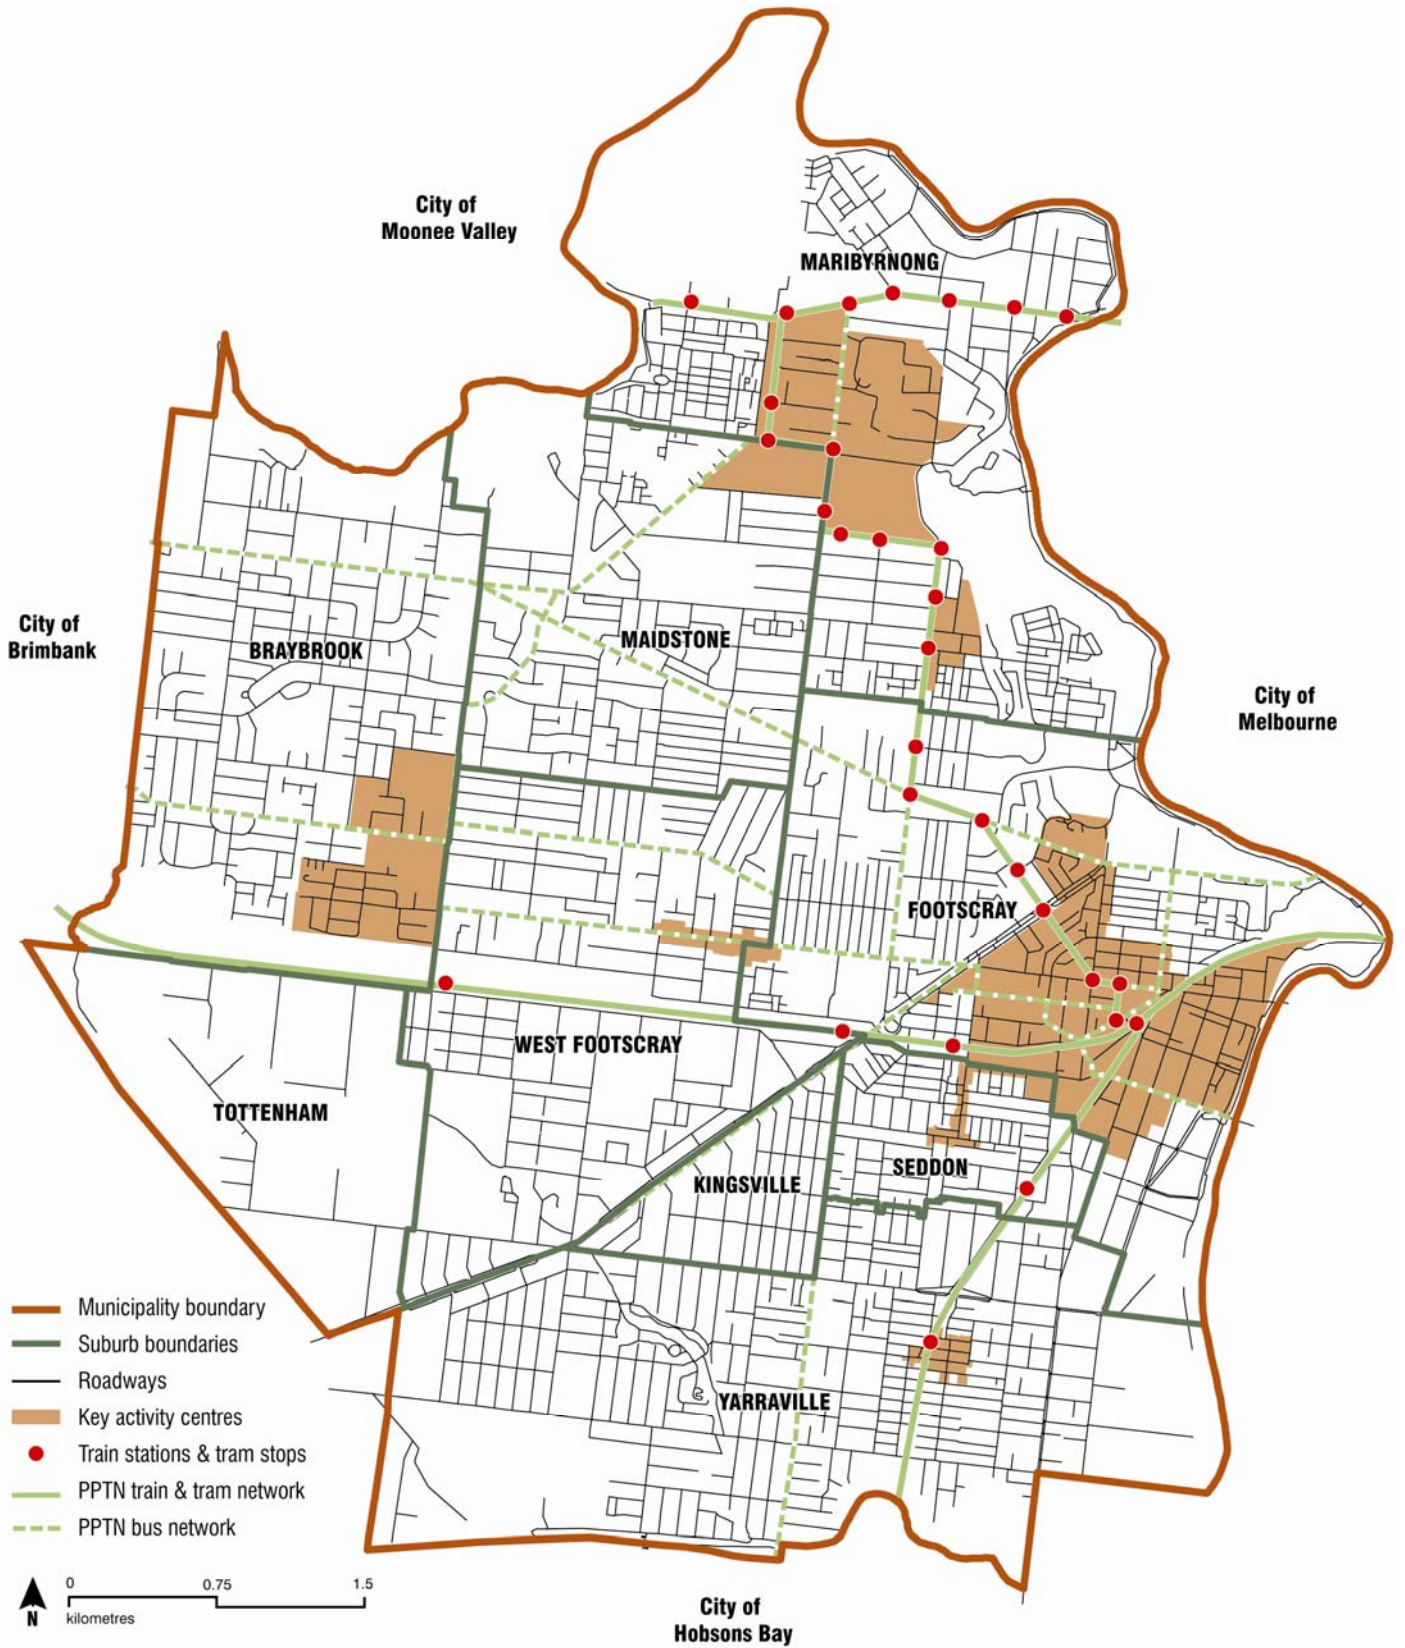 City of
Moonee Valley
MARIBYRNONG
City of
Brimbank
BRAYBROOK
MAIDSTONE
City of
Melbourne
FOOTSCRAY
WEST FOOTSCRAY
TOTTENHAM
KINGSVILLE
SEDDON
YARRAVILLE
Municipality boundary
Suburb boundaries
Roadways
Key activity centres
Train stations & tram stops
PPTN train & tram network
PPTN bus network
N
0 0.75 1.5
kilometres
City of
Hobsons Bay